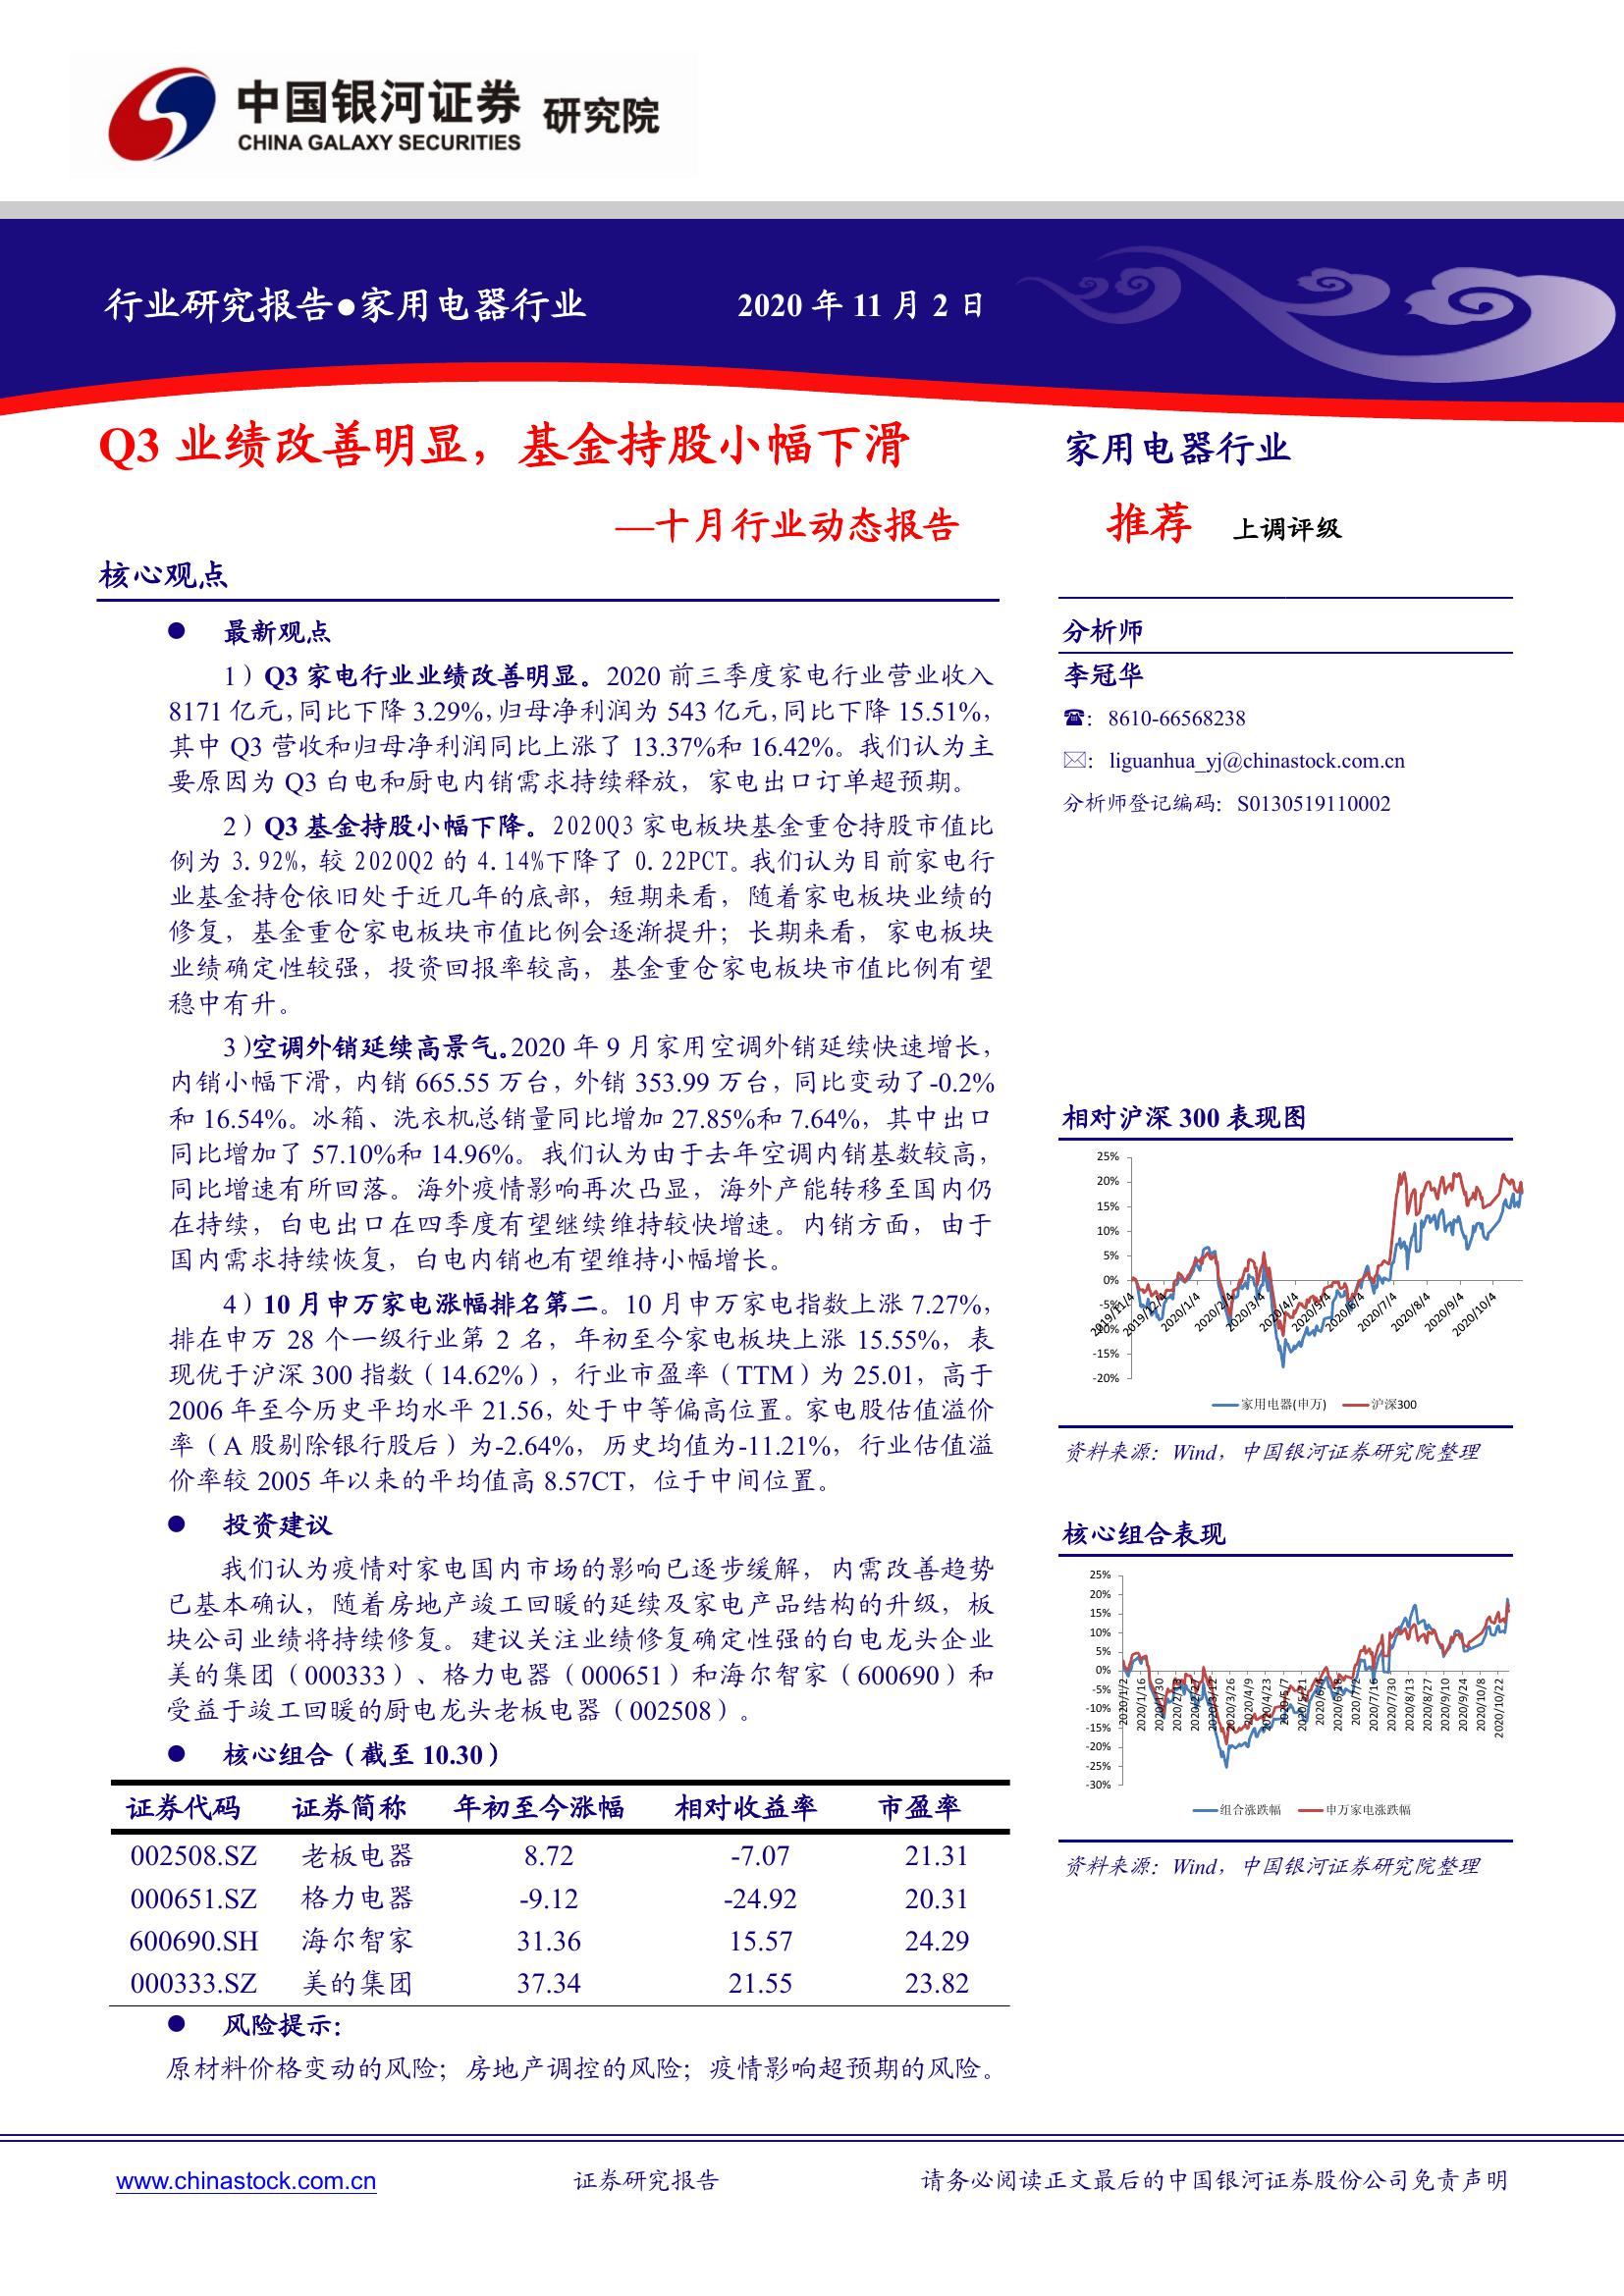 中国银河证券 研究院
CHINA GALAXY SECURITIES
行业研究报告●家用电器行业 2020 年 11 月 2 日
Q3 业绩改善明显，基金持股小幅下滑
—十月行业动态报告
核心观点
● 最新观点
1）Q3 家电行业业绩改善明显。2020 前三季度家电行业营业收入
8171 亿元，同比下降 3.29%，归母净利润为 543 亿元，同比下降 15.51%，
其中 Q3 营收和归母净利润同比上涨了 13.37%和 16.42%。我们认为主
要原因为 Q3 白电和厨电内销需求持续释放，家电出口订单超预期。
2）Q3 基金持股小幅下降。2020Q3 家电板块基金重仓持股市值比
例为 3.92%，较 2020Q2 的 4.14%下降了 0.22PCT。我们认为目前家电行
业基金持仓依旧处于近几年的底部，短期来看，随着家电板块业绩的
修复，基金重仓家电板块市值比例会逐渐提升；长期来看，家电板块
业绩确定性较强，投资回报率较高，基金重仓家电板块市值比例有望
稳中有升。
3）空调外销延续高景气。2020 年 9 月家用空调外销延续快速增长，
内销小幅下滑，内销 665.55 万台，外销 353.99 万台，同比变动了-0.2%
和 16.54%。冰箱、洗衣机总销量同比增加 27.85%和 7.64%，其中出口
同比增加了 57.10%和 14.96%。我们认为由于去年空调内销基数较高，
同比增速有所回落。海外疫情影响再次凸显，海外产能转移至国内仍
在持续，白电出口在四季度有望继续维持较快增速。内销方面，由于
国内需求持续恢复，白电内销也有望维持小幅增长。
4）10 月申万家电涨幅排名第二。10 月申万家电指数上涨 7.27%，
排在申万 28 个一级行业第 2 名，年初至今家电板块上涨 15.55%，表
现优于沪深 300 指数（14.62%），行业市盈率（TTM）为 25.01，高于
2006 年至今历史平均水平 21.56，处于中等偏高位置。家电股估值溢价
率（A 股剔除银行股后）为-2.64%，历史均值为-11.21%，行业估值溢
价率较 2005 年以来的平均值高 8.57CT，位于中间位置。
● 投资建议
我们认为疫情对家电国内市场的影响已逐步缓解，内需改善趋势
已基本确认，随着房地产竣工回暖的延续及家电产品结构的升级，板
块公司业绩将持续修复。建议关注业绩修复确定性强的白电龙头企业
美的集团（000333）、格力电器（000651）和海尔智家（600690）和
受益于竣工回暖的厨电龙头老板电器（002508）。
● 核心组合（截至 10.30）
证券代码 证券简称 年初至今涨幅 相对收益率 市盈率
002508.SZ 老板电器 8.72 -7.07 21.31
000651.SZ 格力电器 -9.12 -24.92 20.31
600690.SH 海尔智家 31.36 15.57 24.29
000333.SZ 美的集团 37.34 21.55 23.82
● 风险提示：
原材料价格变动的风险；房地产调控的风险；疫情影响超预期的风险。
家用电器行业
推荐 上调评级
分析师
李冠华
☎：8610-66568238
✉：liguanhua_yj@chinastock.com.cn
分析师登记编码：S0130519110002
相对沪深 300 表现图
25%
20%
15%
10%
5%
0%
-5%
-10%
-15%
-20%
2019/11/4 2019/12/4 2020/1/4 2020/2/4 2020/3/4 2020/4/4 2020/5/4 2020/6/4 2020/7/4 2020/8/4 2020/9/4 2020/10/4
家用电器(申万) 沪深300
资料来源：Wind，中国银河证券研究院整理
核心组合表现
25%
20%
15%
10%
5%
0%
-5%
-10%
-15%
-20%
-25%
-30%
2020/1/2 2020/1/16 2020/1/30 2020/2/13 2020/2/27 2020/3/12 2020/3/26 2020/4/9 2020/4/23 2020/5/7 2020/5/21 2020/6/4 2020/6/18 2020/7/2 2020/7/16 2020/7/30 2020/8/13 2020/8/27 2020/9/10 2020/9/24 2020/10/8 2020/10/22
组合涨跌幅 申万家电涨跌幅
资料来源：Wind，中国银河证券研究院整理
www.chinastock.com.cn 证券研究报告 请务必阅读正文最后的中国银河证券股份公司免责声明